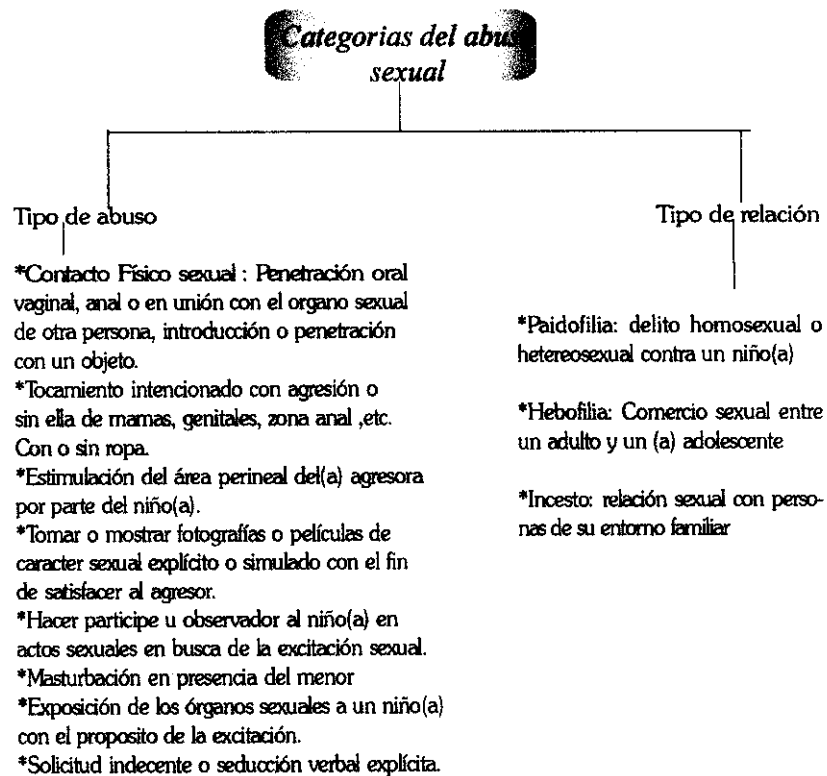 Categorias del abuso
sexual
Tipo de abuso
*Contacto Físico sexual : Penetración oral
vaginal, anal o en unión con el organo sexual
de otra persona, introducción o penetración
con un objeto.
*Tocamiento intencionado con agresión o
sin ella de mamas, genitales, zona anal ,etc.
Con o sin ropa.
*Estimulación del área perineal del(a) agresora
por parte del niño(a).
*Tomar o mostrar fotografías o películas de
caracter sexual explícito o simulado con el fin
de satisfacer al agresor.
*Hacer participe u observador al niño(a) en
actos sexuales en busca de la excitación sexual.
*Masturbación en presencia del menor
*Exposición de los órganos sexuales a un niño(a)
con el proposito de la excitación.
*Solicitud indecente o seducción verbal explícita.
Tipo de relación
*Paidofilia: delito homosexual o
hetereosexual contra un niño(a)
*Hebofilia: Comercio sexual entre
un adulto y un (a) adolescente
*Incesto: relación sexual con perso-
nas de su entorno familiar